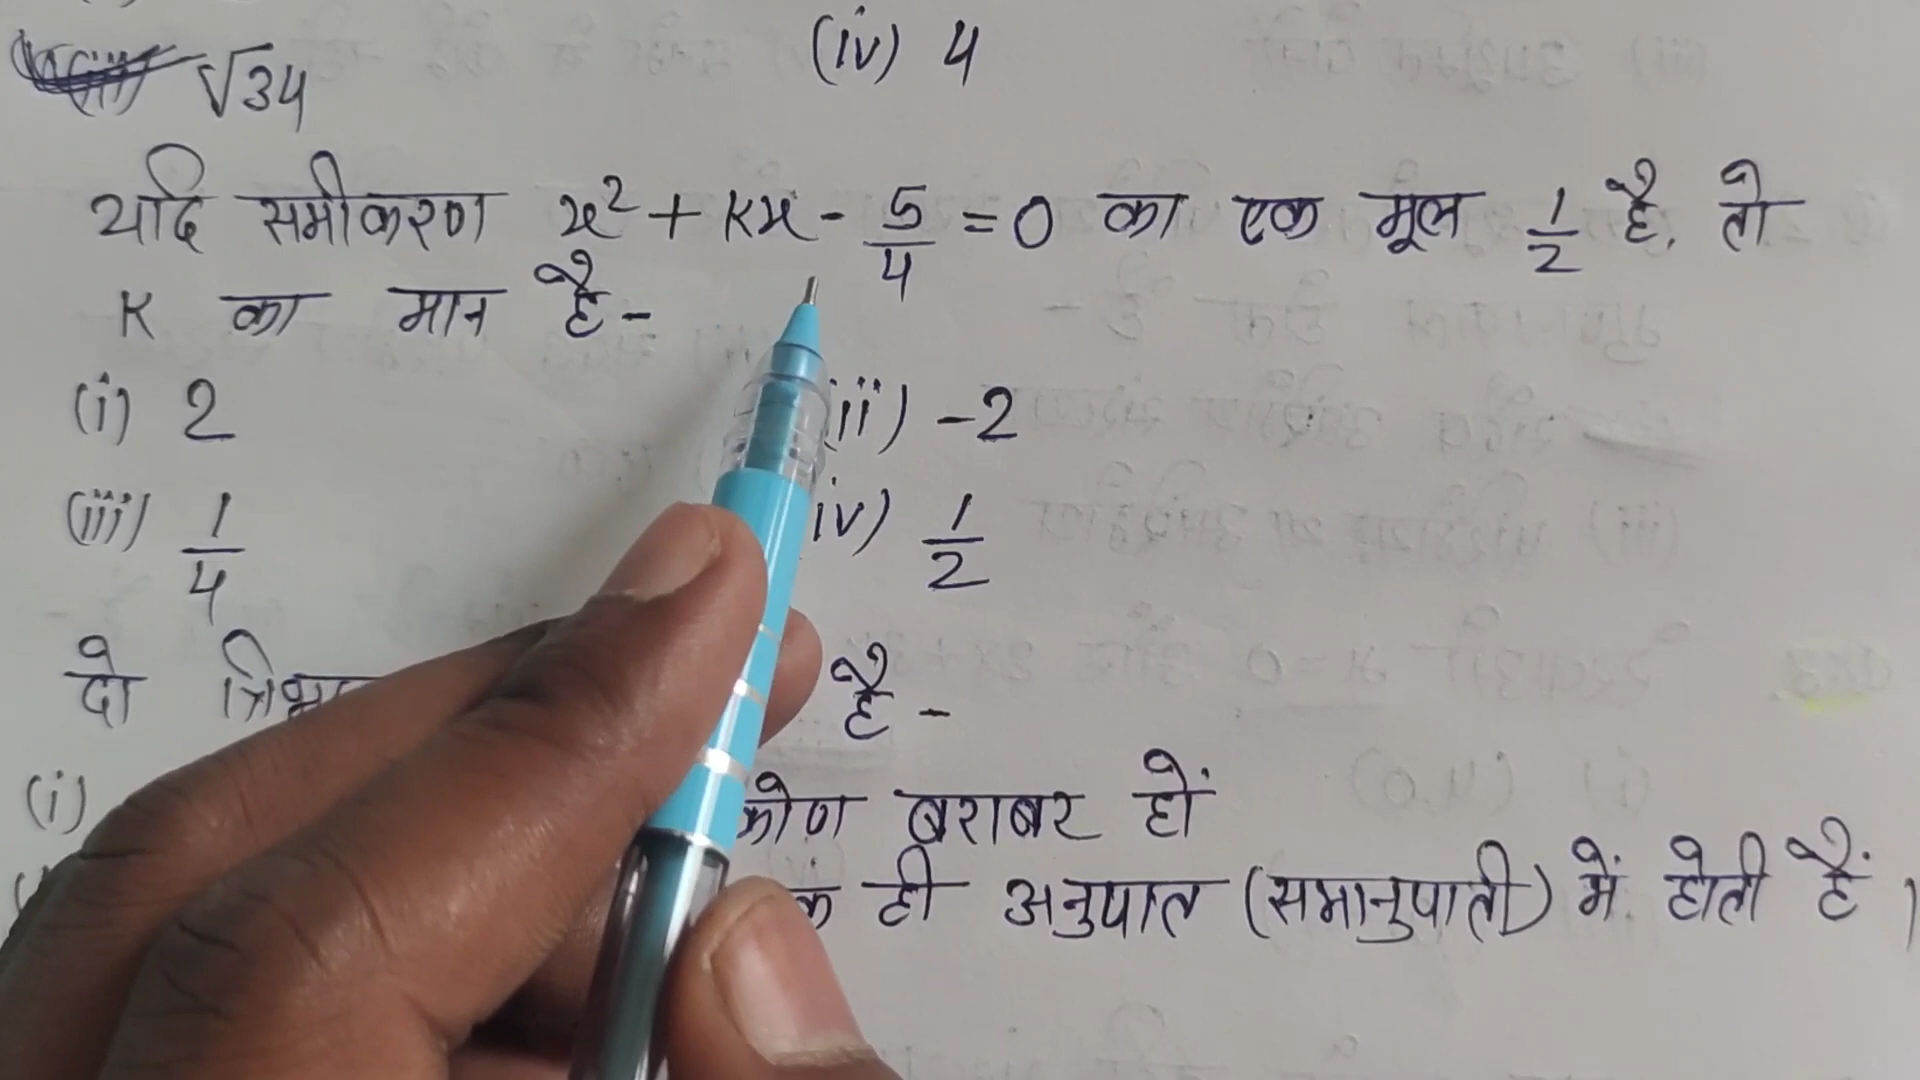 √34 (iv) 4
यदि समीकरण x² + Kx - 5/4 = 0 का एक मूल 1/2 है, तो
K का मान है -
(i) 2 (ii) -2
(iii) 1/4 (iv) 1/2
दो है -
(i) कोण बराबर हों
ही अनुपात (समानुपाती) में होती हैं ।